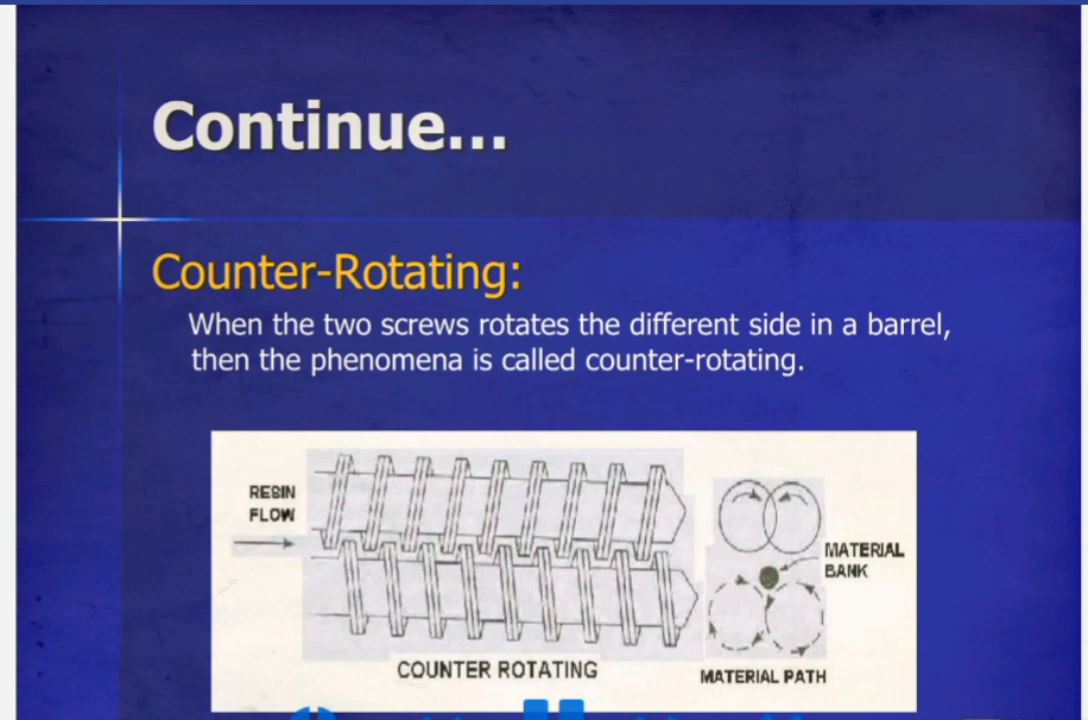 Continue...
Counter-Rotating:
When the two screws rotates the different side in a barrel,
then the phenomena is called counter-rotating.
RESIN
FLOW
MATERIAL
BANK
COUNTER ROTATING
MATERIAL PATH